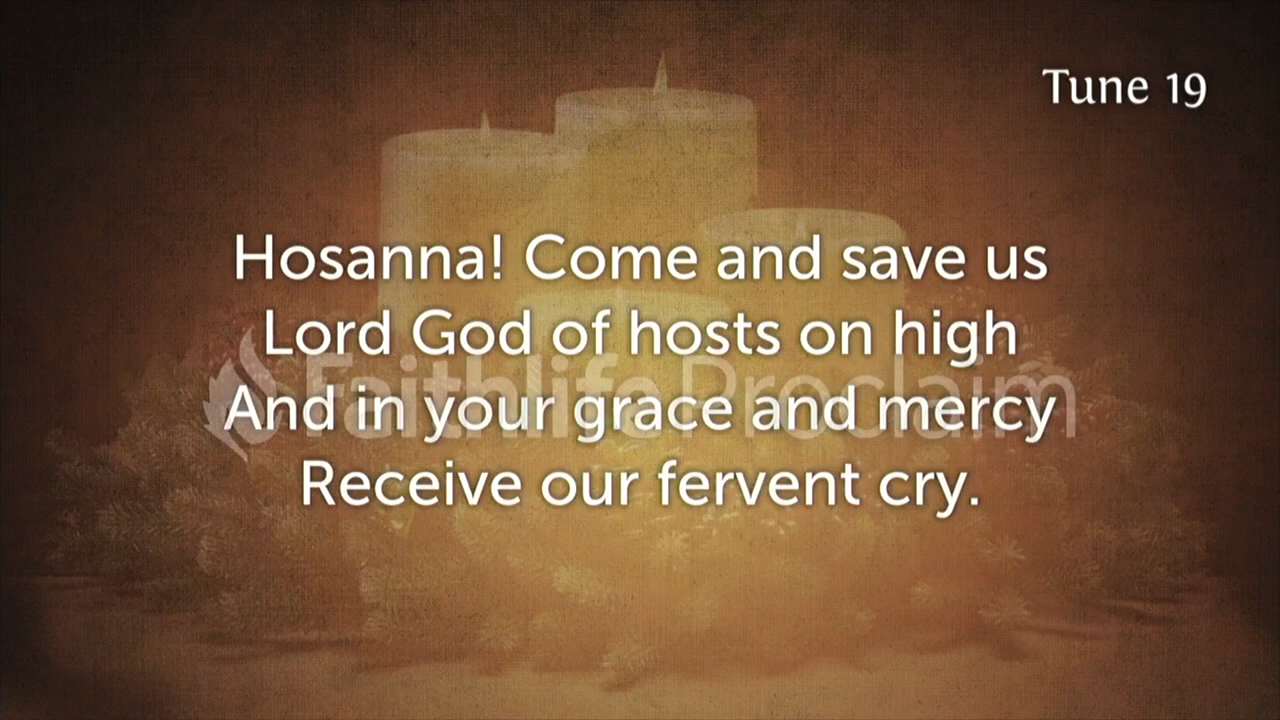 Tune 19
Hosanna! Come and save us
Lord God of hosts on high
Faithlife Proclaim
And in your grace and mercy
Receive our fervent cry.